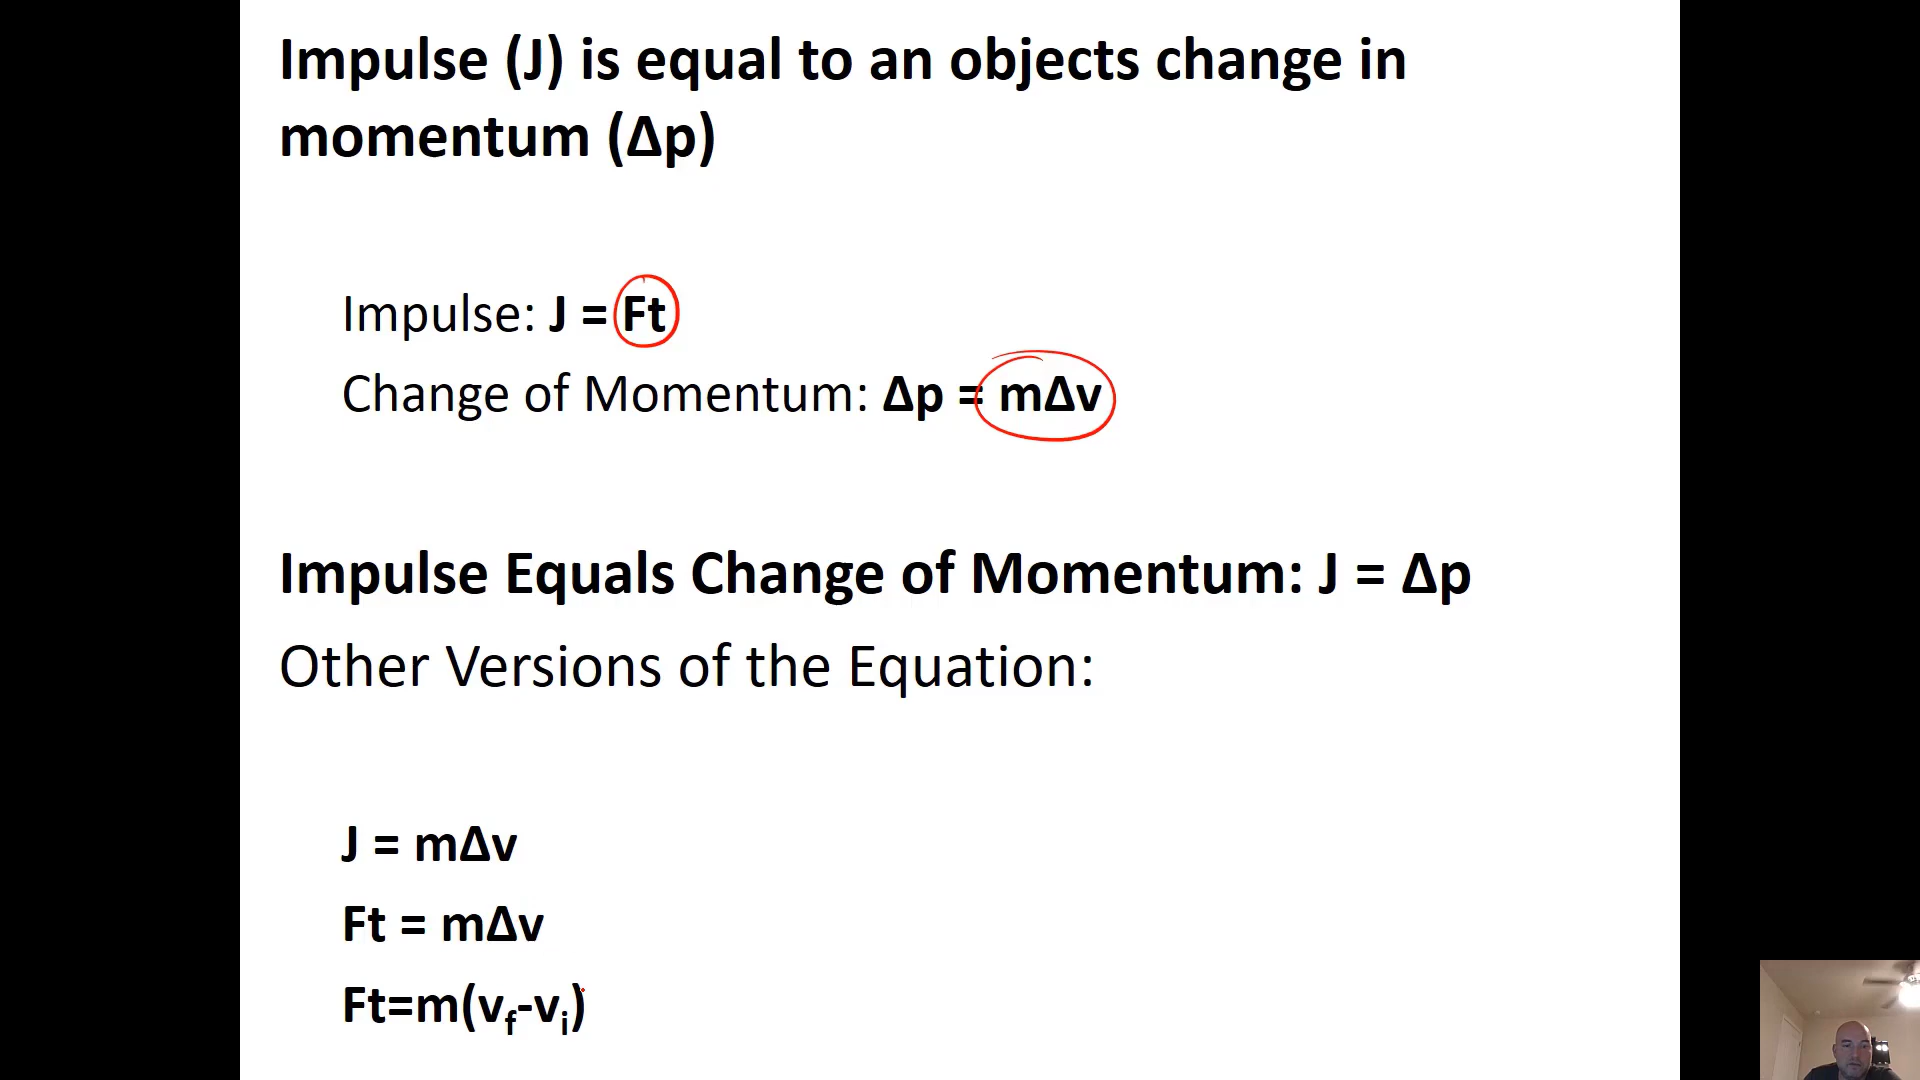 Impulse (J) is equal to an objects change in
momentum (Δp)
Impulse: J = Ft
Change of Momentum: Δp = mΔv
Impulse Equals Change of Momentum: J = Δp
Other Versions of the Equation:
J = mΔv
Ft = mΔv
Ft=m(vf-vi)